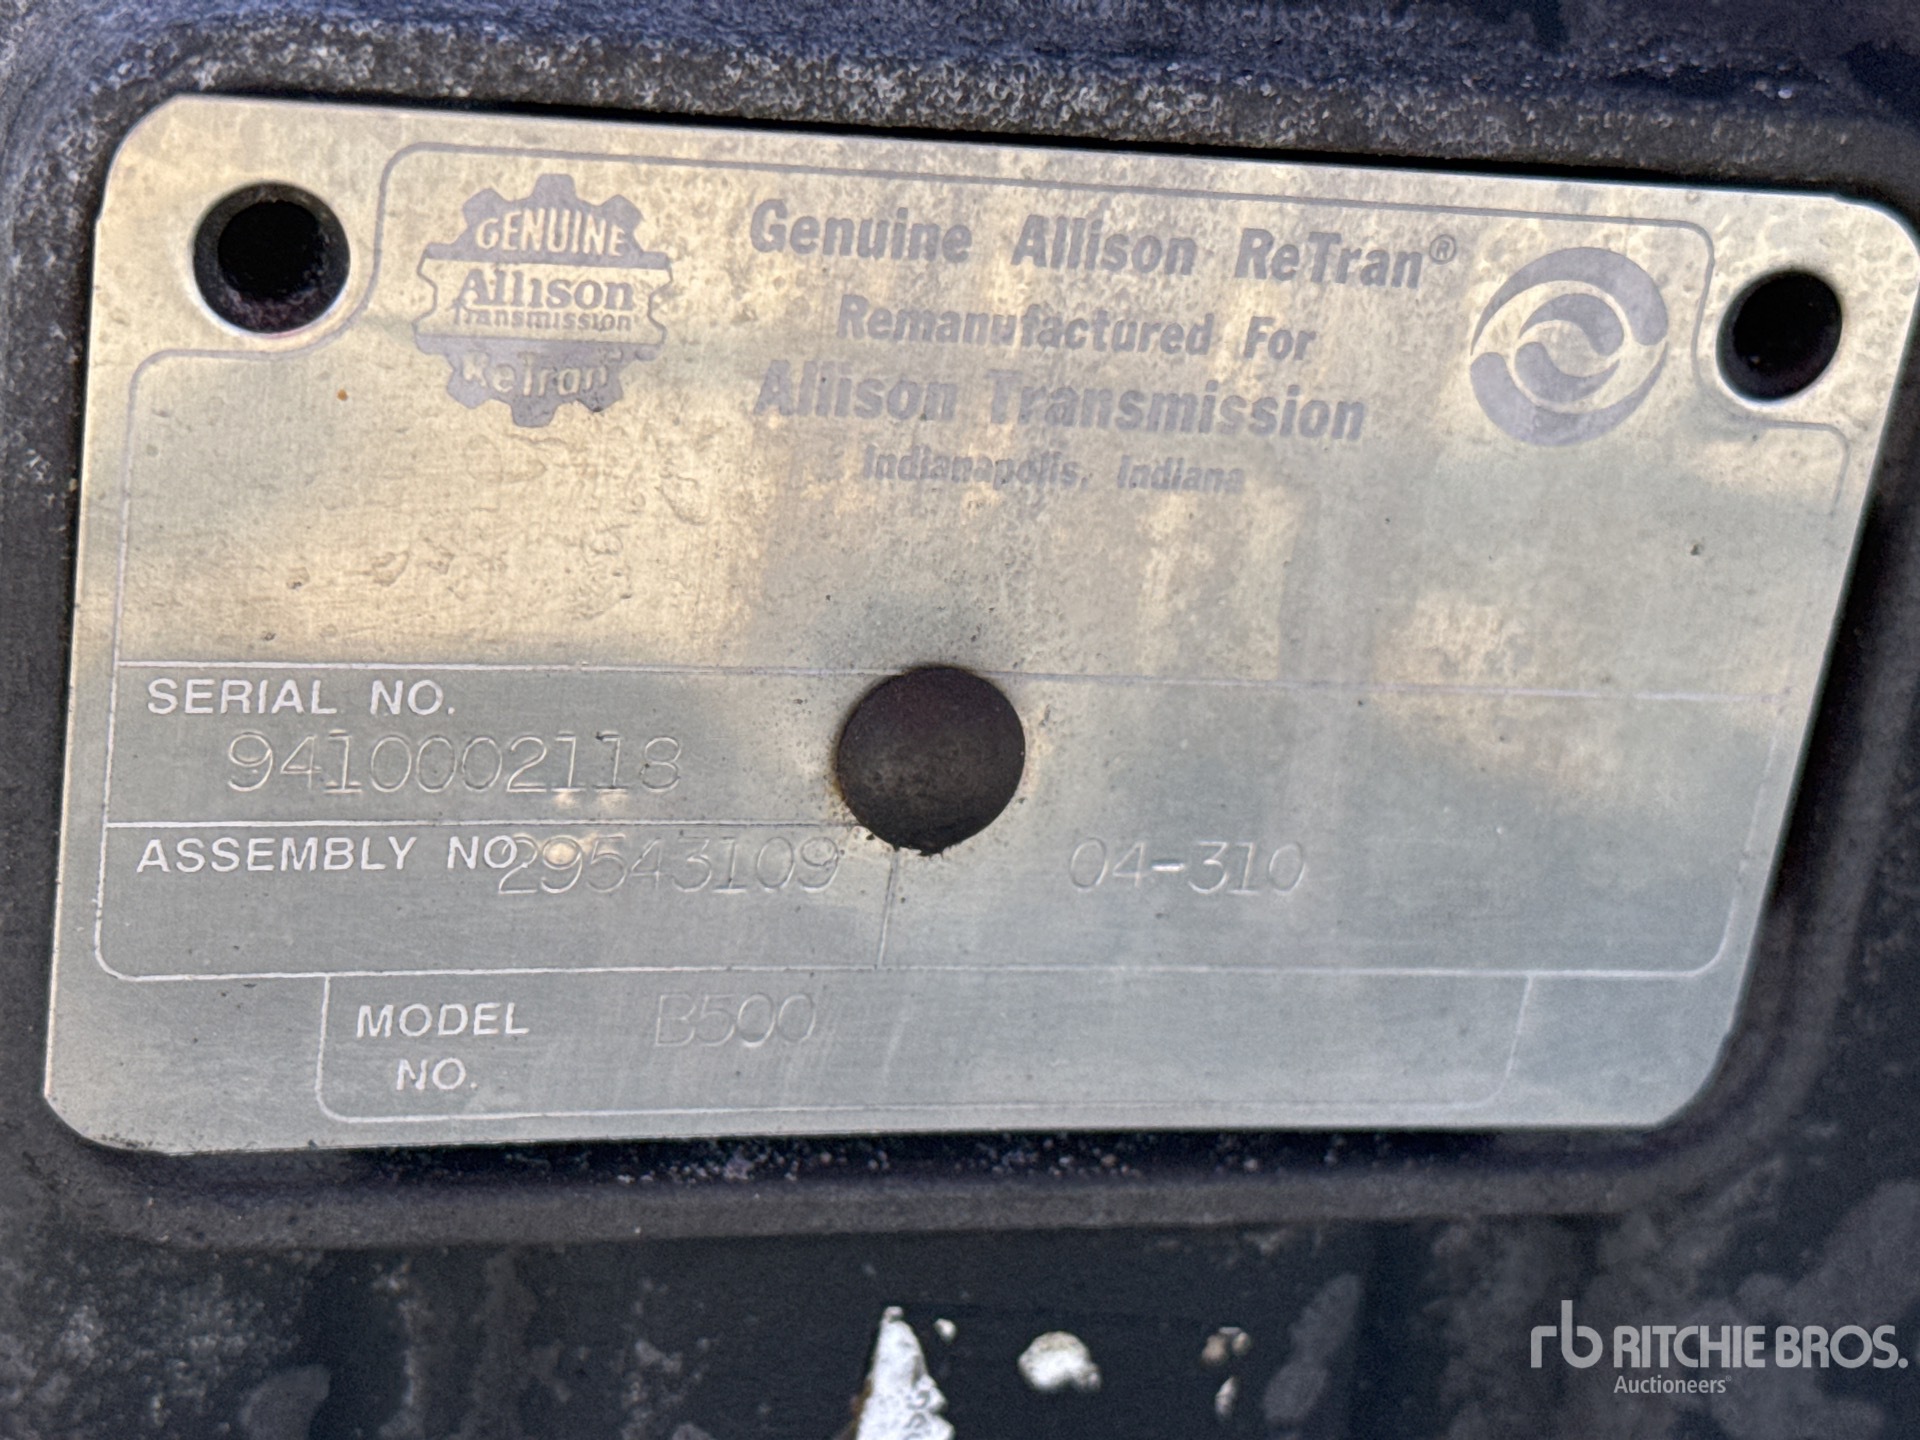 GENUINE
Allison
Transmission
ReTran
Genuine Allison ReTran®
Remanufactured For
Allison Transmission
Indianapolis, Indiana
SERIAL NO.
9410002118
ASSEMBLY NO. 29543109 04-310
MODEL NO. B500
rb RITCHIE BROS.
Auctioneers